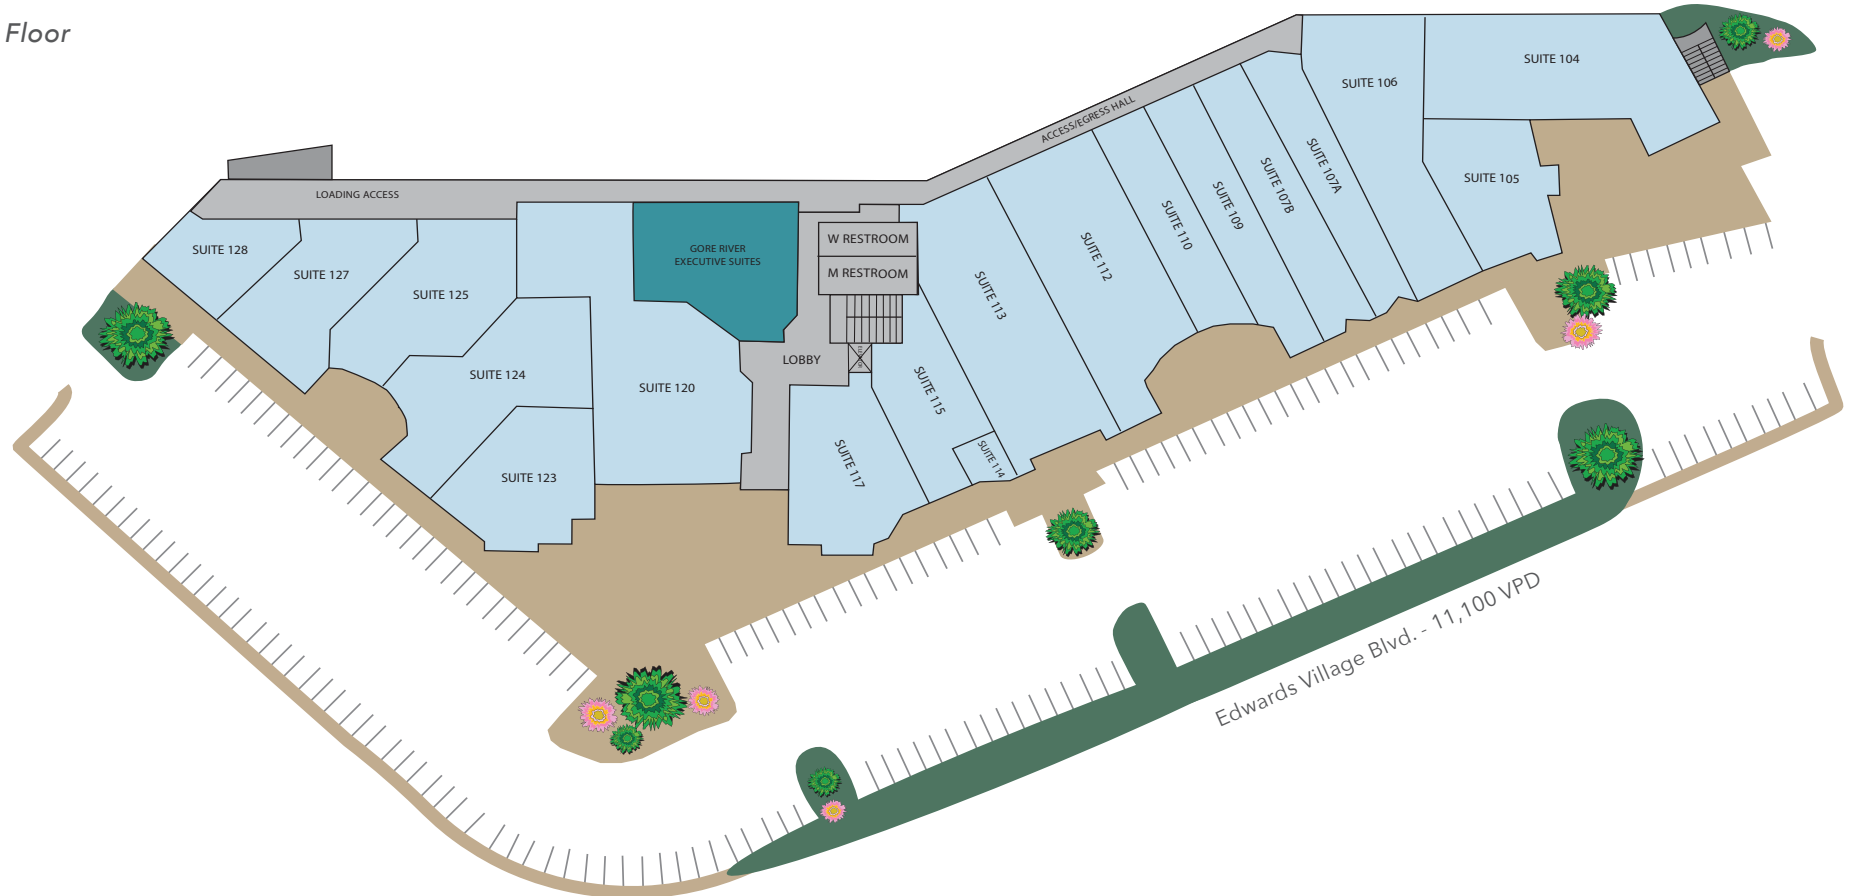 Floor
SUITE 104
SUITE 106
ACCESS/EGRESS HALL
SUITE 107A
SUITE 107B
SUITE 105
LOADING ACCESS
SUITE 109
SUITE 110
SUITE 112
SUITE 128
SUITE 127
SUITE 125
GORE RIVER
EXECUTIVE SUITES
W RESTROOM
M RESTROOM
SUITE 113
LOBBY
SUITE 124
SUITE 120
SUITE 115
SUITE 114
SUITE 117
SUITE 123
Edwards Village Blvd. - 11,100 VPD